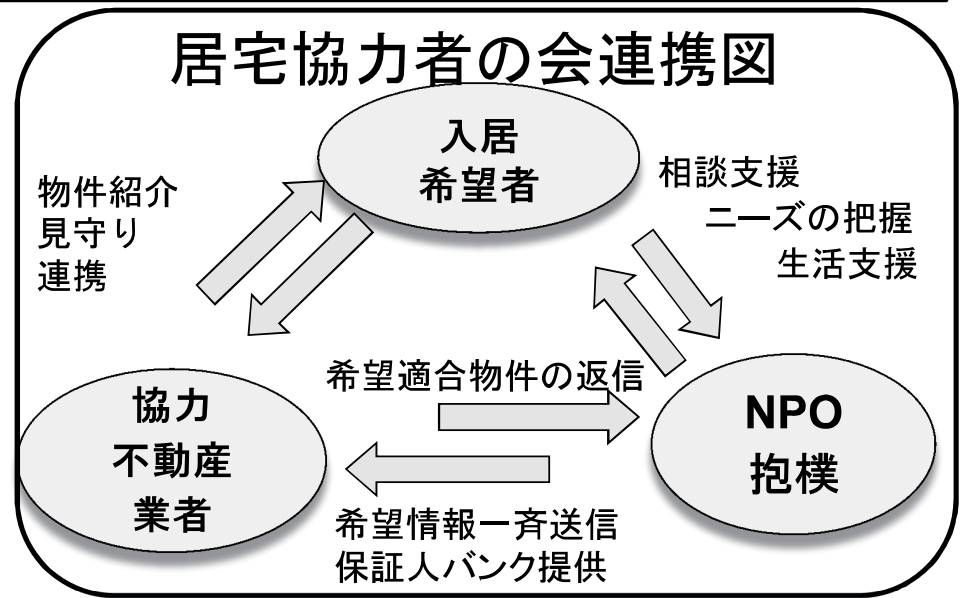 居宅協力者の会連携図
入居
希望者
物件紹介
見守り
連携
相談支援
ニーズの把握
生活支援
希望適合物件の返信
協力
不動産
業者
NPO
抱樸
希望情報一斉送信
保証人バンク提供